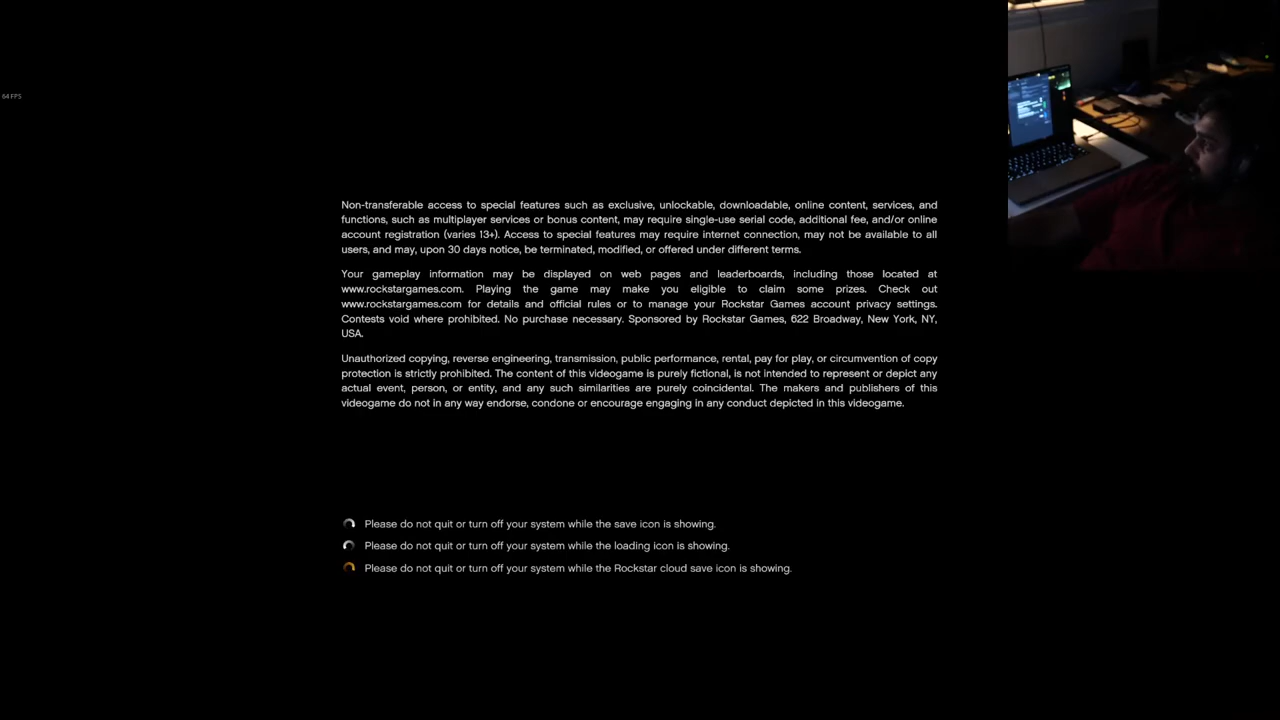 64 FPS
Non-transferable access to special features such as exclusive, unlockable, downloadable, online content, services, and
functions, such as multiplayer services or bonus content, may require single-use serial code, additional fee, and/or online
account registration (varies 13+). Access to special features may require internet connection, may not be available to all
users, and may, upon 30 days notice, be terminated, modified, or offered under different terms.
Your gameplay information may be displayed on web pages and leaderboards, including those located at
www.rockstargames.com. Playing the game may make you eligible to claim some prizes. Check out
www.rockstargames.com for details and official rules or to manage your Rockstar Games account privacy settings.
Contests void where prohibited. No purchase necessary. Sponsored by Rockstar Games, 622 Broadway, New York, NY,
USA.
Unauthorized copying, reverse engineering, transmission, public performance, rental, pay for play, or circumvention of copy
protection is strictly prohibited. The content of this videogame is purely fictional, is not intended to represent or depict any
actual event, person, or entity, and any such similarities are purely coincidental. The makers and publishers of this
videogame do not in any way endorse, condone or encourage engaging in any conduct depicted in this videogame.
Please do not quit or turn off your system while the save icon is showing.
Please do not quit or turn off your system while the loading icon is showing.
Please do not quit or turn off your system while the Rockstar cloud save icon is showing.